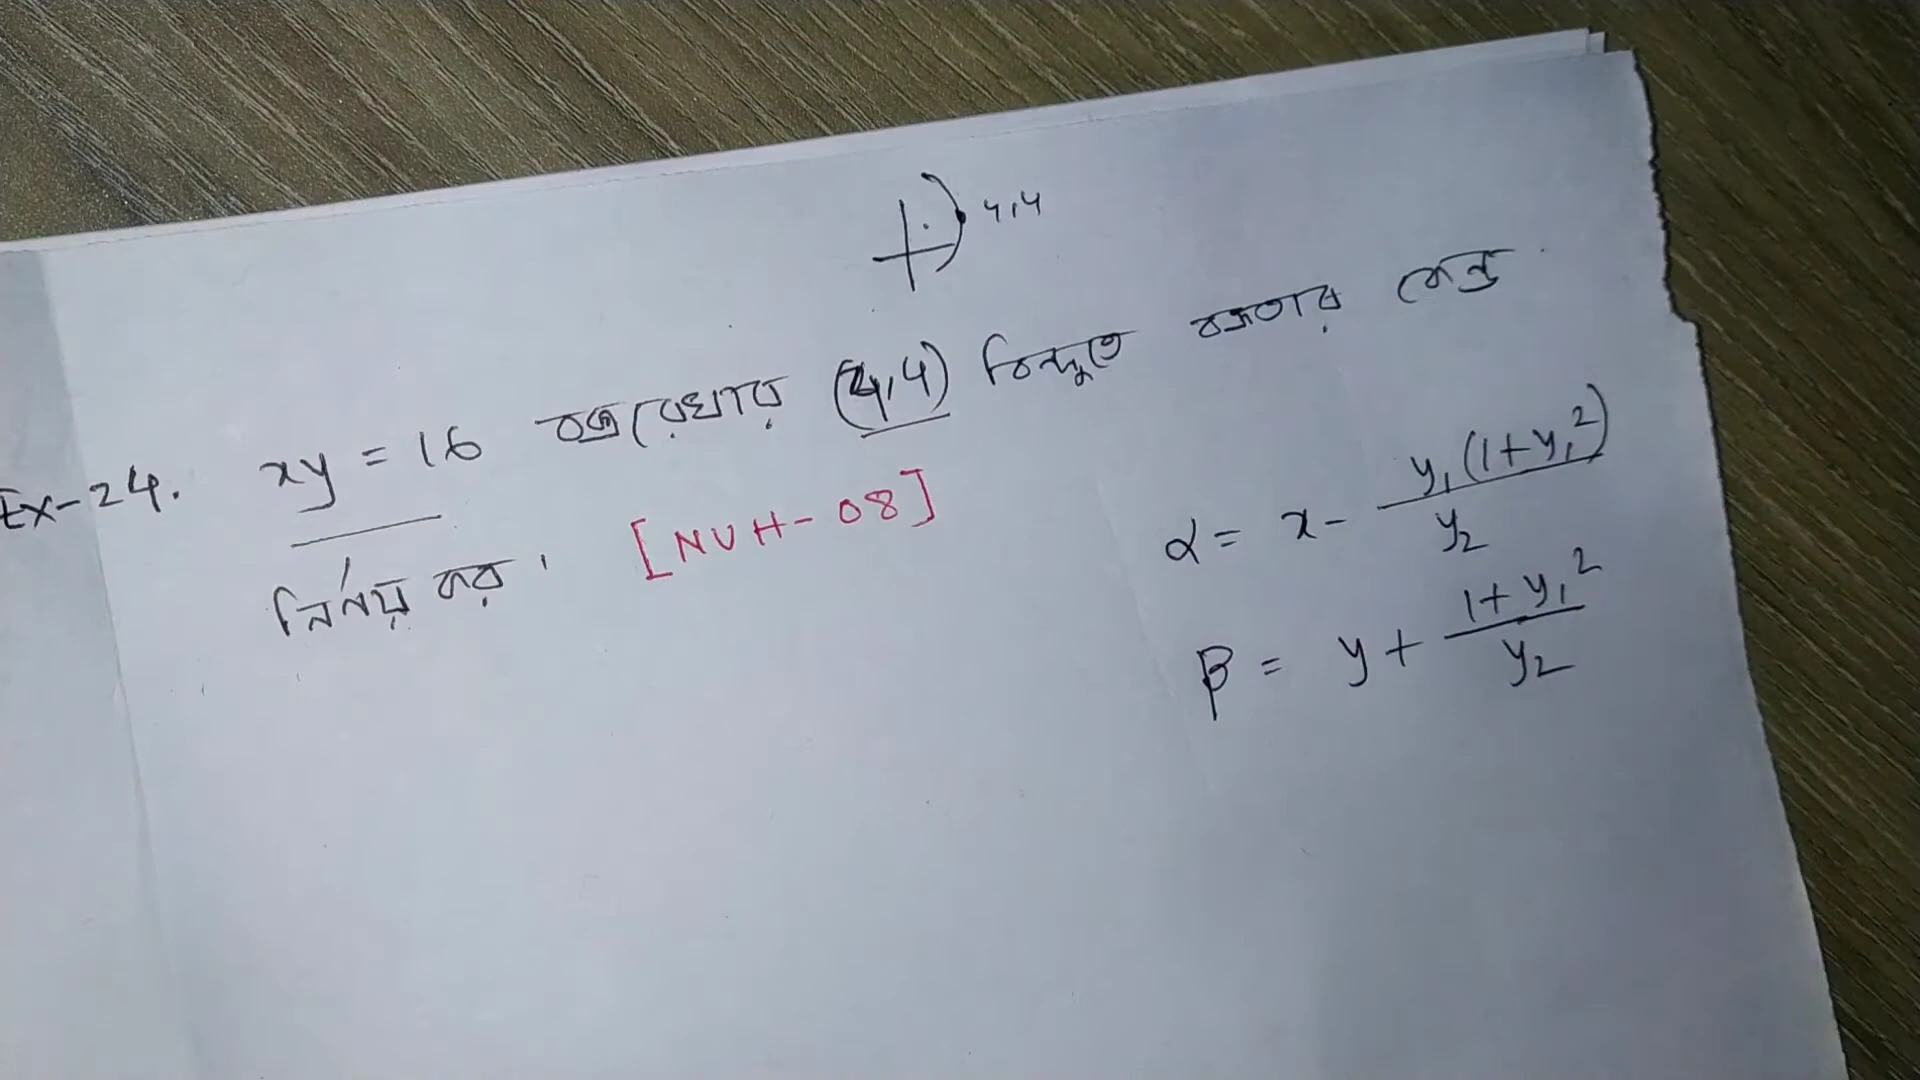 4,4
Ex-24. xy = 16 বক্ররেখার (4,4) বিন্দুতে বক্রতার কেন্দ্র
নির্ণয় কর। [NUH-08]
α = x - y₁(1+y₁²)/y₂
β = y + 1+y₁²/y₂